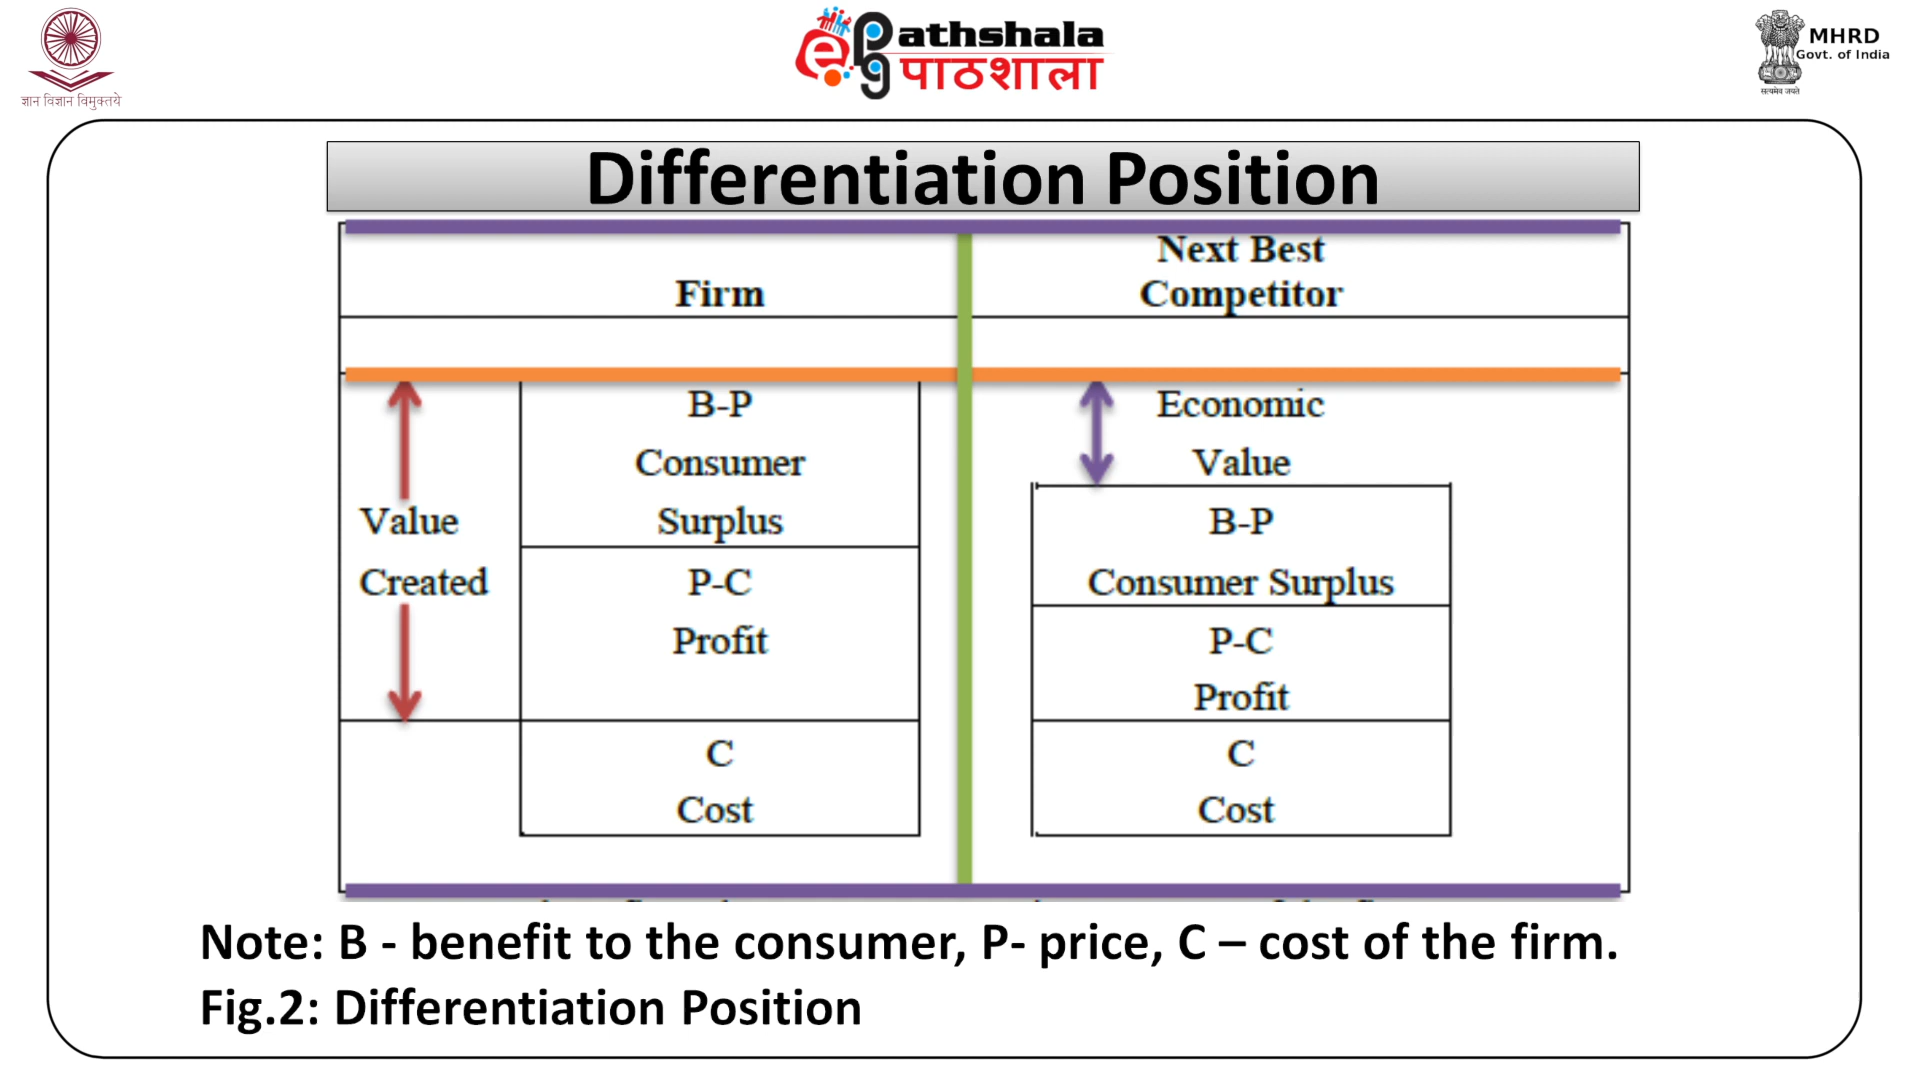 ज्ञान विज्ञान विमुक्तये
ePg Pathshala
पाठशाला
MHRD
Govt. of India
सत्यमेव जयते
Differentiation Position
Firm
Next Best
Competitor
Value
Created
B-P
Consumer
Surplus
P-C
Profit
C
Cost
Economic
Value
B-P
Consumer Surplus
P-C
Profit
C
Cost
Note: B - benefit to the consumer, P- price, C – cost of the firm.
Fig.2: Differentiation Position